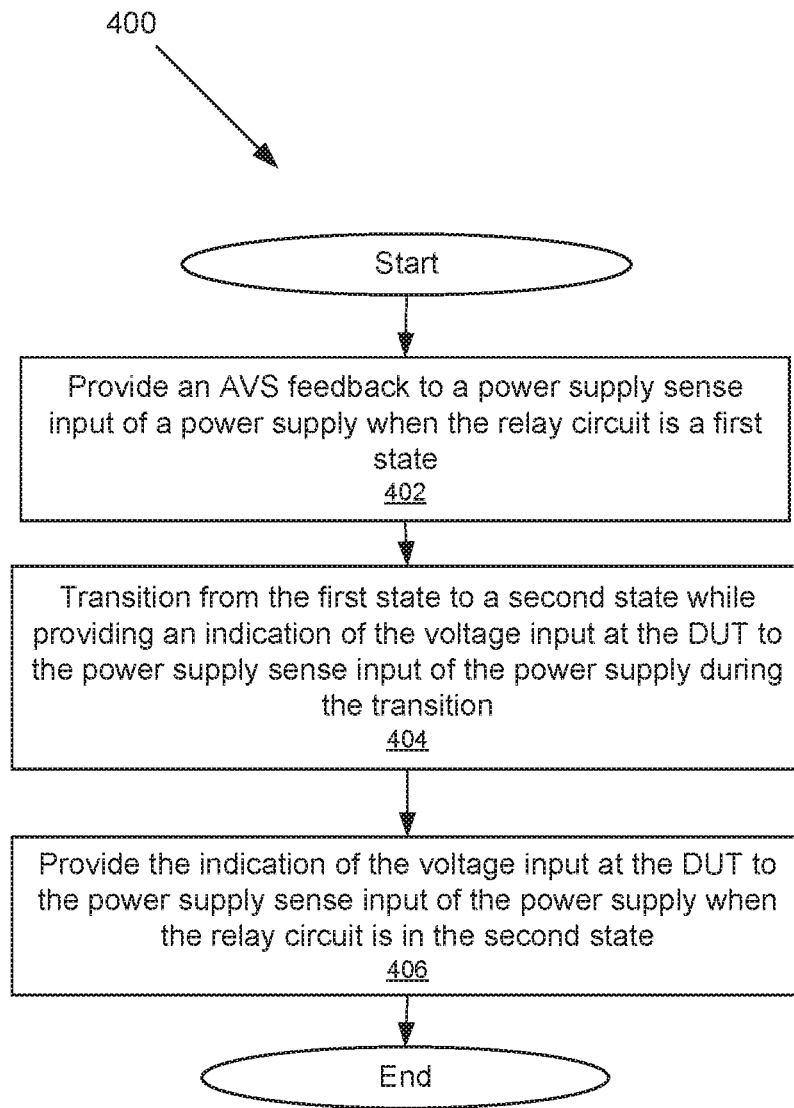 400
Start
Provide an AVS feedback to a power supply sense
input of a power supply when the relay circuit is a first
state
402
Transition from the first state to a second state while
providing an indication of the voltage input at the DUT to
the power supply sense input of the power supply during
the transition
404
Provide the indication of the voltage input at the DUT to
the power supply sense input of the power supply when
the relay circuit is in the second state
406
End